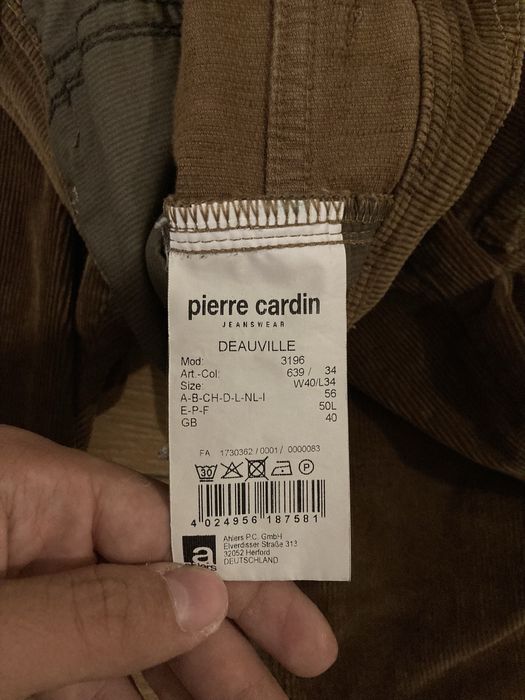 pierre cardin
JEANSWEAR
DEAUVILLE
Mod: 3196
Art.-Col: 639 / 34
Size: W40/L34
A-B-CH-D-L-NL-I 56
E-P-F 50L
GB 40
FA 1730362 / 0001 / 0000083
30 P
4 024956 187581
a
ahlers
Ahlers P.C. GmbH
Elverdisser Straße 313
32052 Herford
DEUTSCHLAND